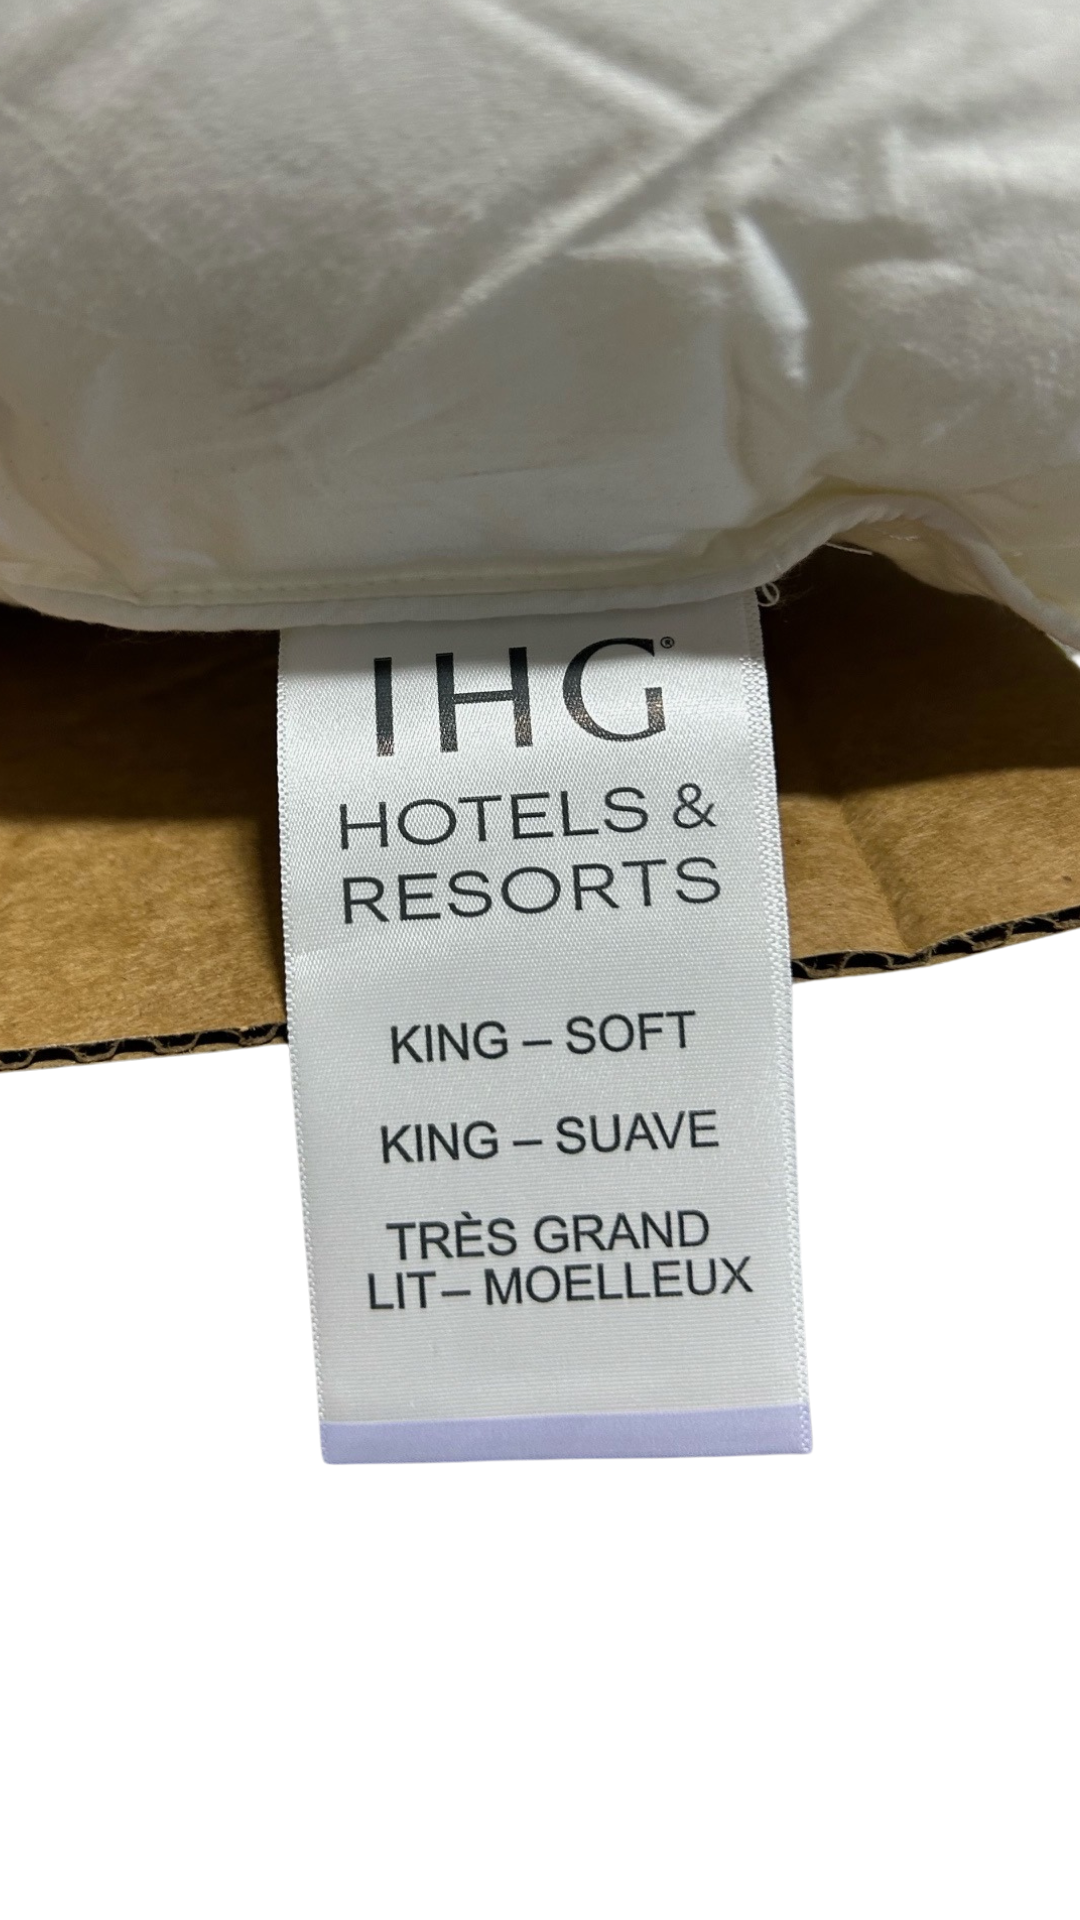 IHG®
HOTELS &
RESORTS
KING – SOFT
KING – SUAVE
TRÈS GRAND
LIT– MOELLEUX